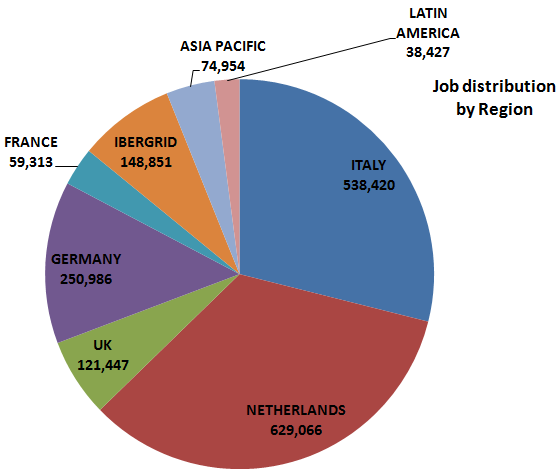 LATIN
AMERICA
38,427
ASIA PACIFIC
74,954
Job distribution
by Region
FRANCE
59,313
IBERGRID
148,851
ITALY
538,420
GERMANY
250,986
UK
121,447
NETHERLANDS
629,066